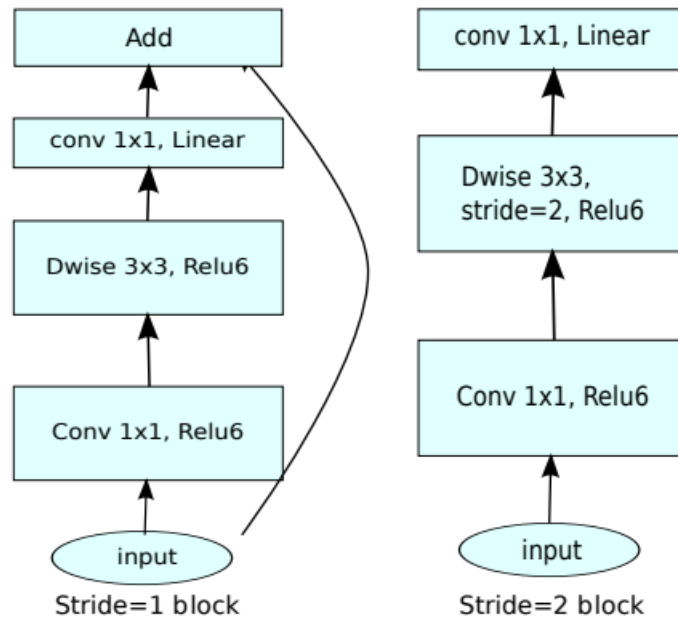 Add
conv 1x1, Linear
Dwise 3x3, Relu6
Conv 1x1, Relu6
input
Stride=1 block
conv 1x1, Linear
Dwise 3x3,
stride=2, Relu6
Conv 1x1, Relu6
input
Stride=2 block